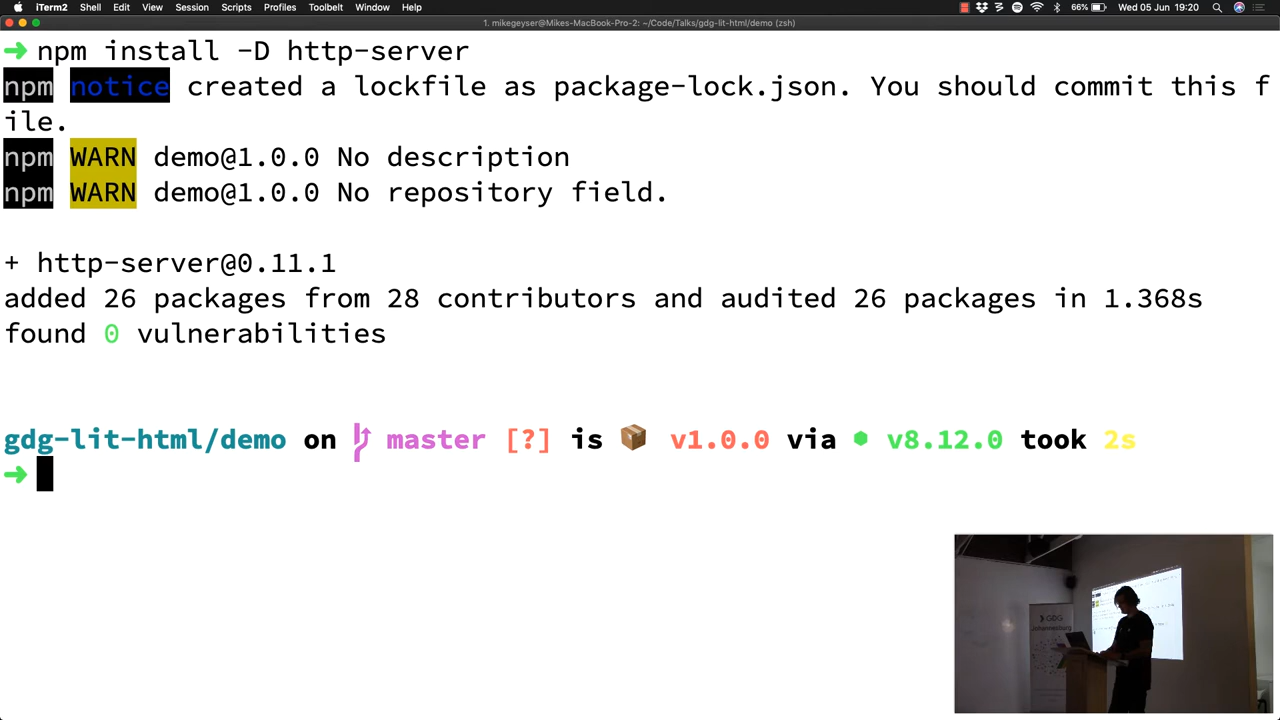 iTerm2 Shell Edit View Session Scripts Profiles Toolbelt Window Help 66% Wed 05 Jun 19:20
1. mikegeyser@Mikes-MacBook-Pro-2: ~/Code/Talks/gdg-lit-html/demo (zsh)
➜ npm install -D http-server
npm notice created a lockfile as package-lock.json. You should commit this f
ile.
npm WARN demo@1.0.0 No description
npm WARN demo@1.0.0 No repository field.
+ http-server@0.11.1
added 26 packages from 28 contributors and audited 26 packages in 1.368s
found 0 vulnerabilities
gdg-lit-html/demo on master [?] is 📦 v1.0.0 via ⬢ v8.12.0 took 2s
➜
GDG
Johannesburg